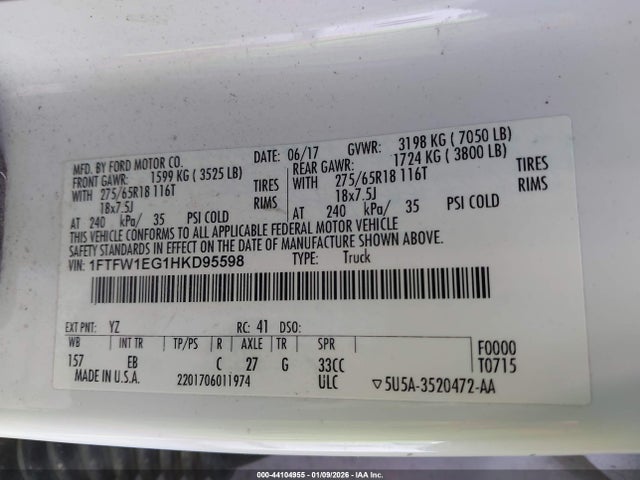 MFD. BY FORD MOTOR CO.
DATE: 06/17 GVWR: 3198 KG ( 7050 LB)
FRONT GAWR: 1599 KG ( 3525 LB) REAR GAWR: 1724 KG ( 3800 LB)
WITH 275/65R18 116T TIRES WITH 275/65R18 116T TIRES
18x7.5J RIMS 18x7.5J RIMS
AT 240 kPa/ 35 PSI COLD AT 240 kPa/ 35 PSI COLD
THIS VEHICLE CONFORMS TO ALL APPLICABLE FEDERAL MOTOR VEHICLE
SAFETY STANDARDS IN EFFECT ON THE DATE OF MANUFACTURE SHOWN ABOVE.
VIN: 1FTFW1EG1HKD95598 TYPE: Truck
EXT PNT: YZ RC: 41 DSO:
WB INT TR TP/PS R AXLE TR SPR F0000
157 EB C 27 G 33CC T0715
MADE IN U.S.A. 2201706011974 ULC ▽5U5A-3520472-AA
000-44104955 | 01/09/2026 - IAA Inc.